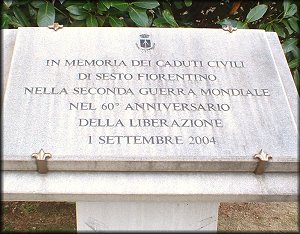 IN MEMORIA DEI CADUTI CIVILI
DI SESTO FIORENTINO
NELLA SECONDA GUERRA MONDIALE
NEL 60° ANNIVERSARIO
DELLA LIBERAZIONE
1 SETTEMBRE 2004